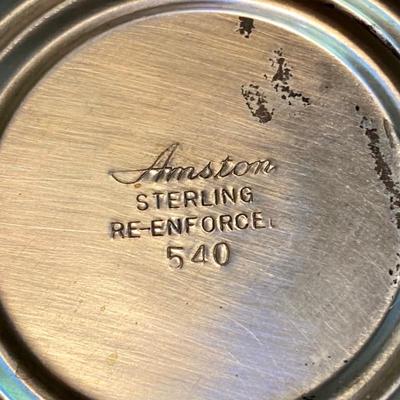 Amston
STERLING
RE-ENFORCE
540